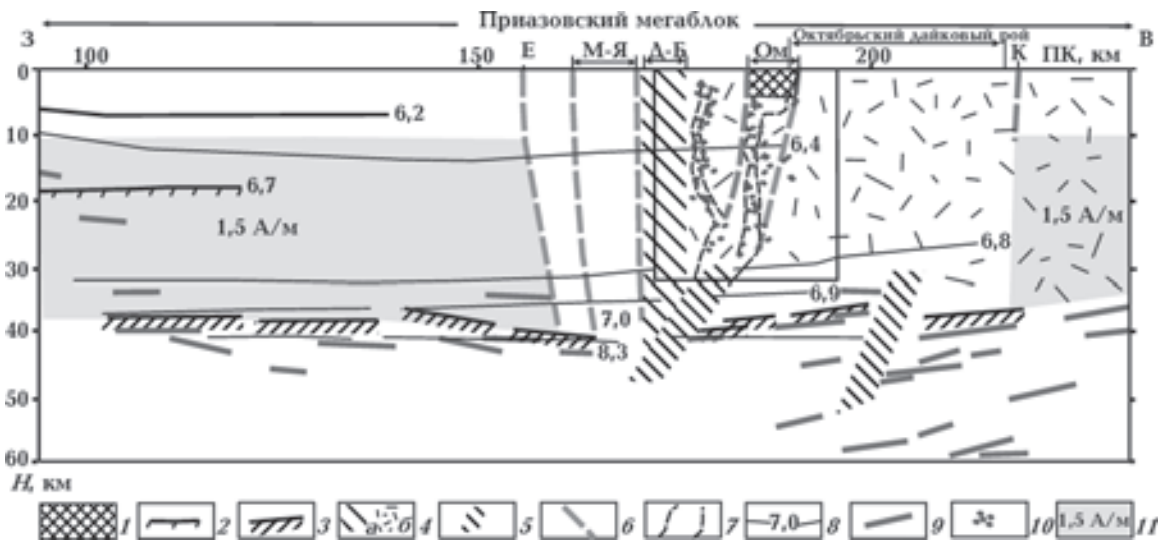 Приазовский мегаблок
Октябрьский дайковый рой
З 100 150 Е М-Я Д-Б Ом 200 К ПК, км В
0
6,2
10
6,4
6,7
20
1,5 А/м 1,5 А/м
6,8
30
6,9
7,0
40
8,3
50
60
Н, км
1 2 3 а б 4 5 6 7 7,0 8 9 10 1,5 А/м 11